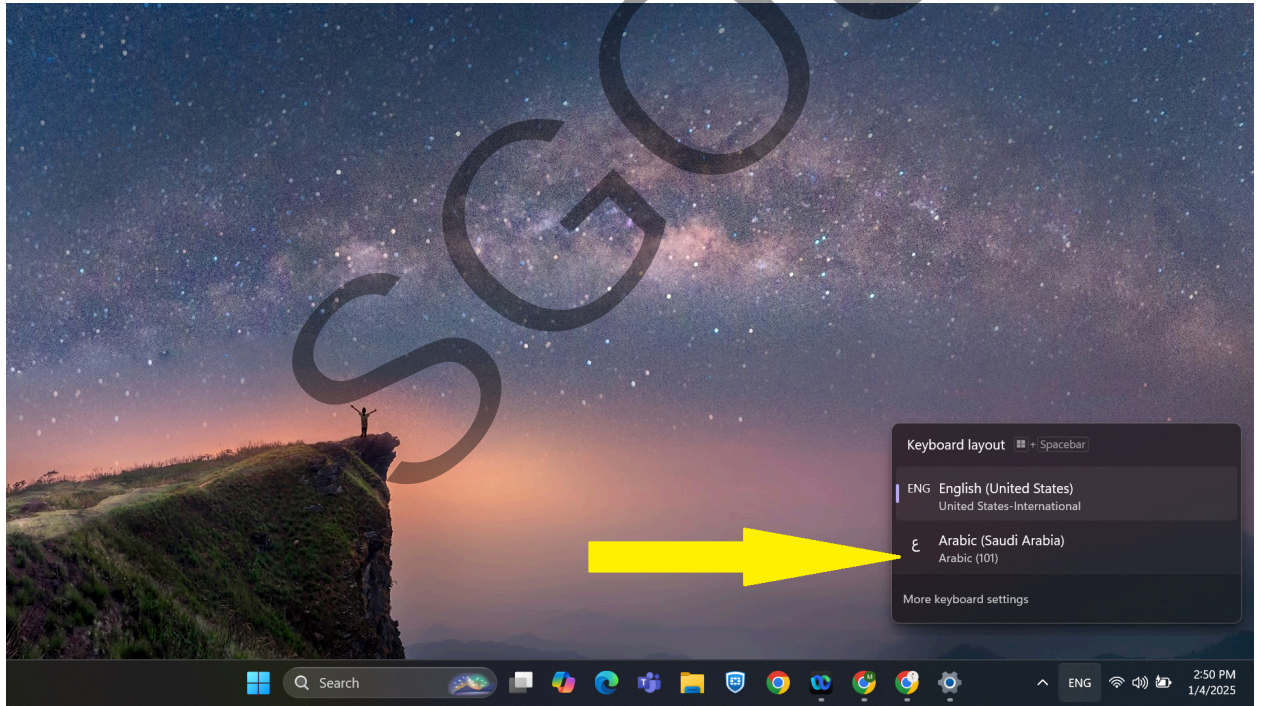 SGO
Keyboard layout + Spacebar
ENG English (United States)
United States-International
ع Arabic (Saudi Arabia)
Arabic (101)
More keyboard settings
Search
ENG
2:50 PM
1/4/2025